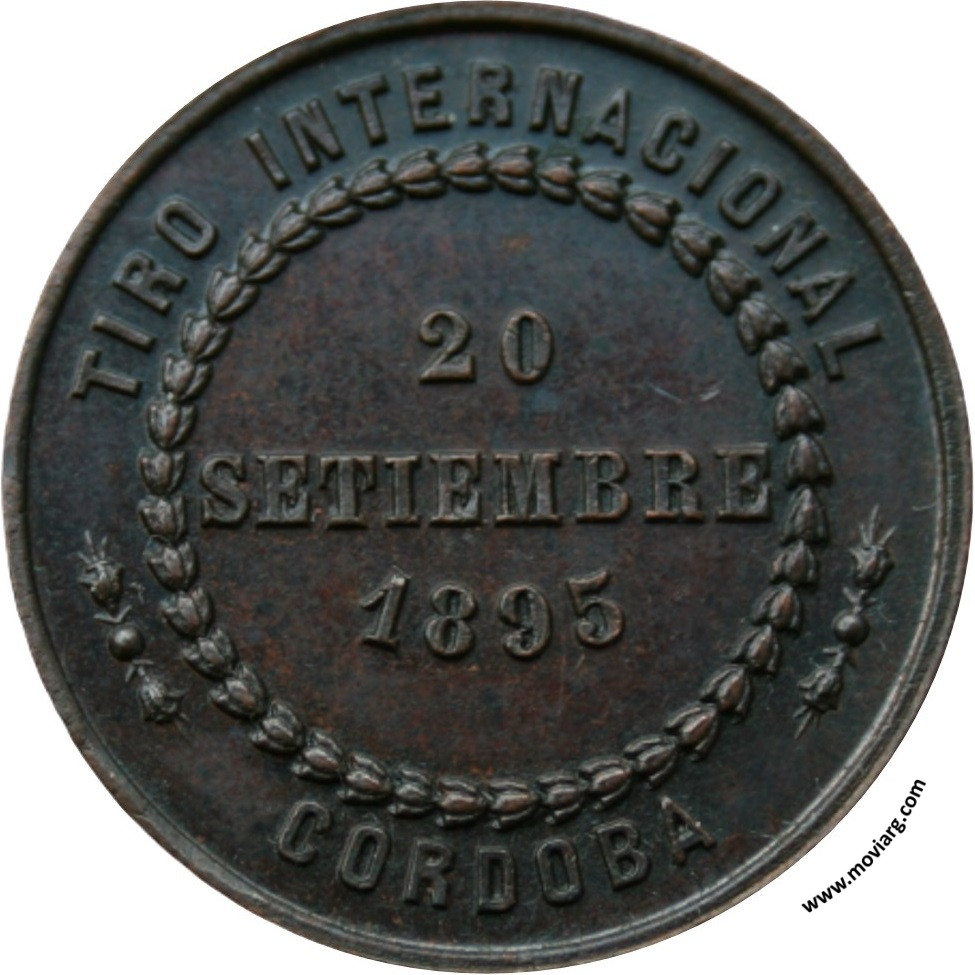 TIRO INTERNACIONAL
20
SETIEMBRE
1895
CORDOBA
www.moviarg.com